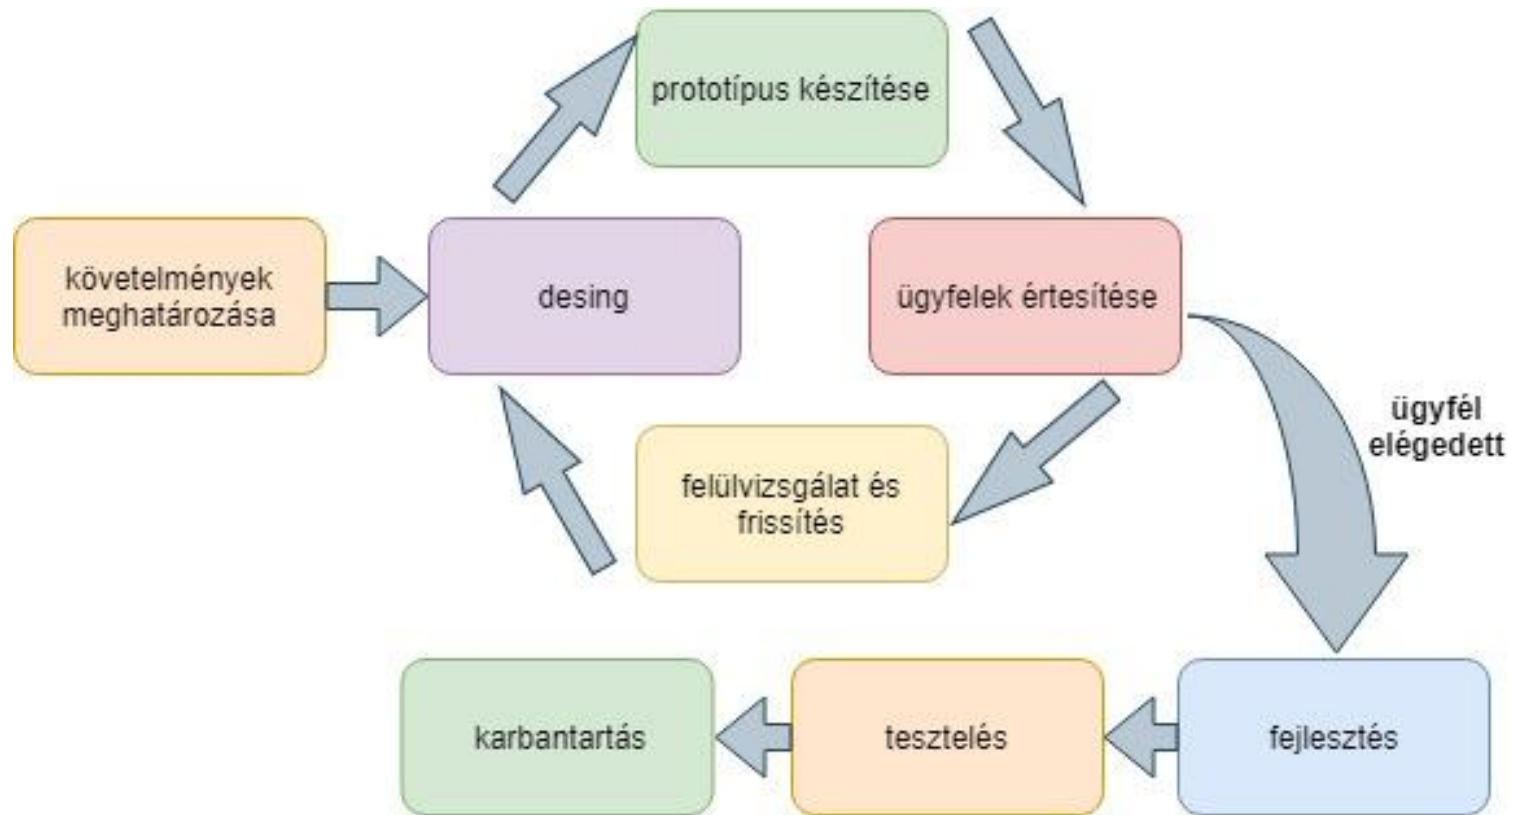 prototípus készítése
követelmények
meghatározása
desing
ügyfelek értesítése
ügyfél
elégedett
felülvizsgálat és
frissítés
karbantartás
tesztelés
fejlesztés